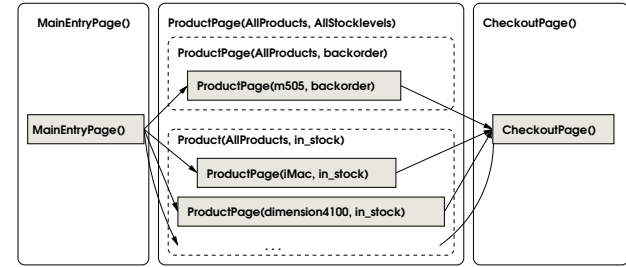 MainEntryPage()
ProductPage(AllProducts, AllStocklevels)
CheckoutPage()
ProductPage(AllProducts, backorder)
ProductPage(m505, backorder)
MainEntryPage()
CheckoutPage()
Product(AllProducts, in_stock)
ProductPage(iMac, in_stock)
ProductPage(dimension4100, in_stock)
...